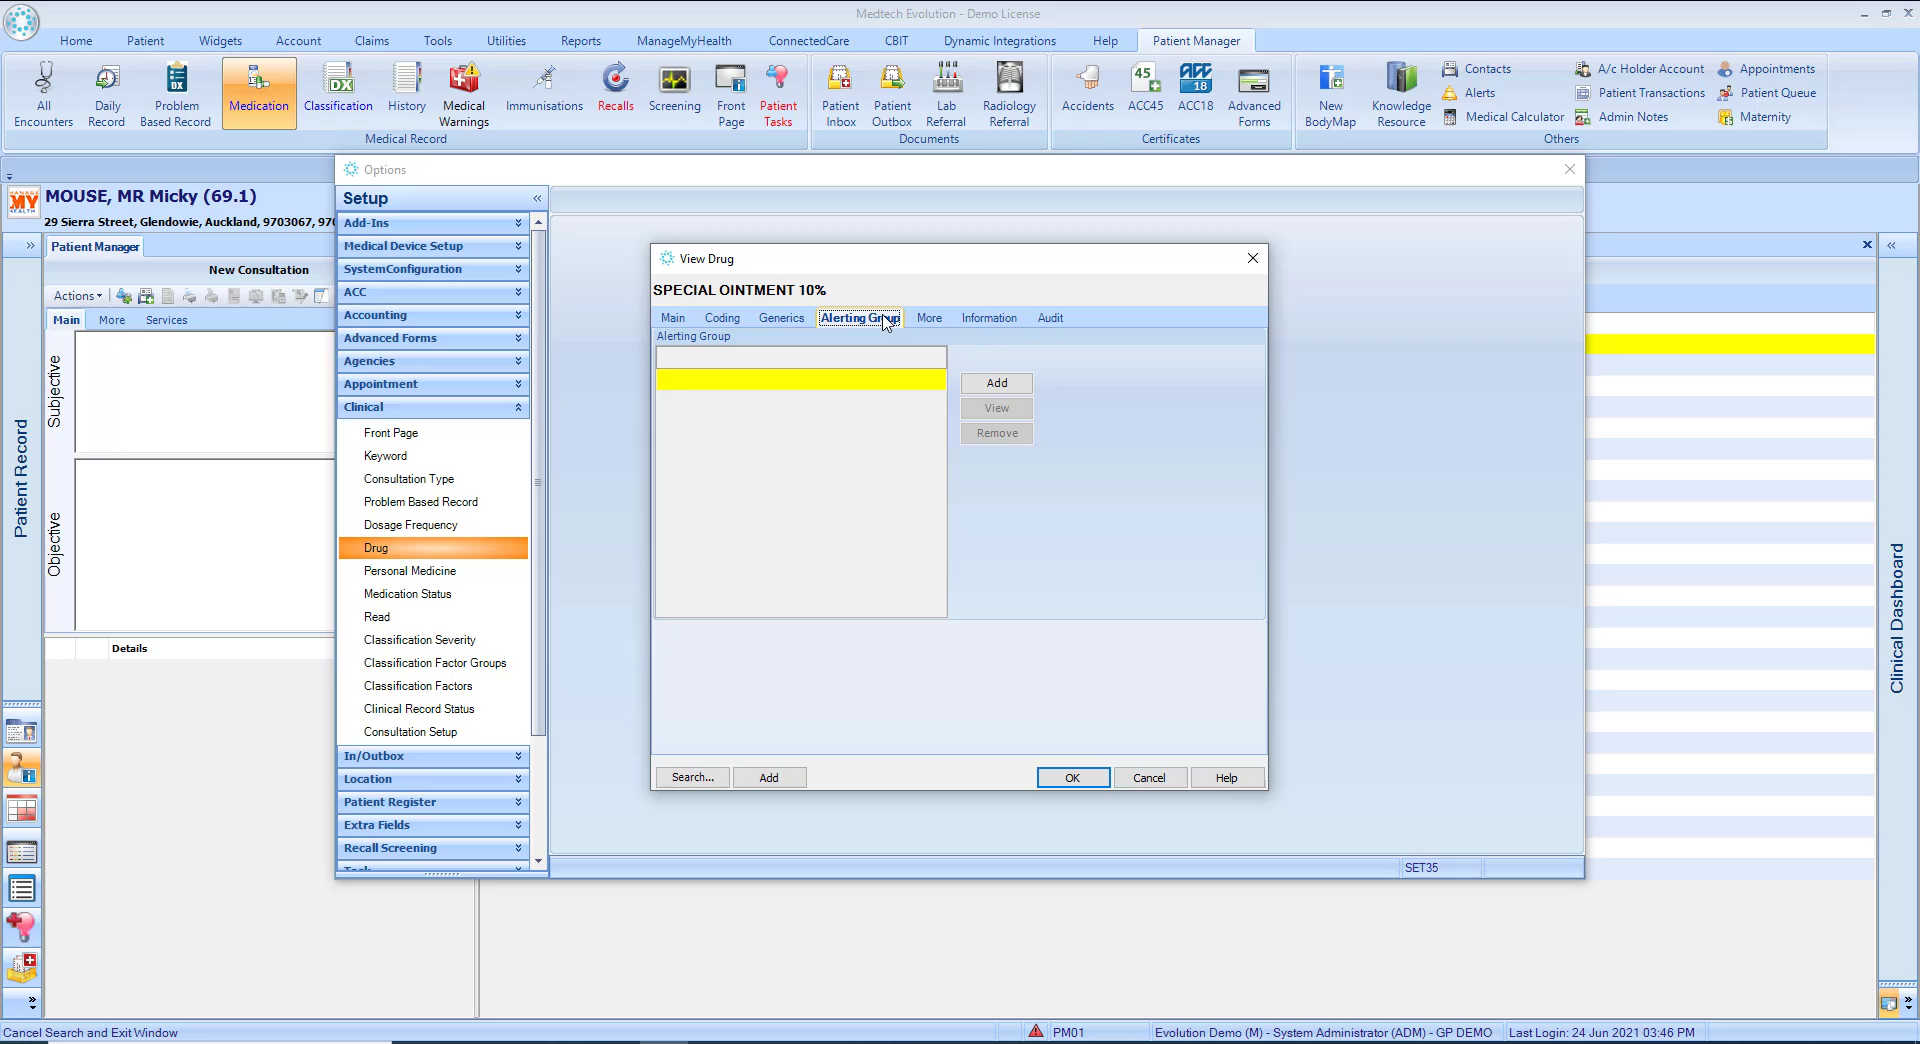 Medtech Evolution - Demo License
Home Patient Widgets Account Claims Tools Utilities Reports ManageMyHealth ConnectedCare CBIT Dynamic Integrations Help Patient Manager
All Encounters
Daily Record
Problem Based Record
Medication
Classification
History
Medical Warnings
Immunisations
Recalls
Screening
Front Page
Patient Tasks
Patient Inbox
Patient Outbox
Lab Referral
Radiology Referral
Accidents
ACC45
ACC18
Advanced Forms
New BodyMap
Knowledge Resource
Contacts
Alerts
Medical Calculator
A/c Holder Account
Patient Transactions
Admin Notes
Appointments
Patient Queue
Maternity
Medical Record
Documents
Certificates
Others
MANAGE MY HEALTH
MOUSE, MR Micky (69.1)
29 Sierra Street, Glendowie, Auckland, 9703067, 970
Patient Manager
New Consultation
Actions
Main More Services
Subjective
Objective
Details
Patient Record
Options
Setup
Add-Ins
Medical Device Setup
SystemConfiguration
ACC
Accounting
Advanced Forms
Agencies
Appointment
Clinical
Front Page
Keyword
Consultation Type
Problem Based Record
Dosage Frequency
Drug
Personal Medicine
Medication Status
Read
Classification Severity
Classification Factor Groups
Classification Factors
Clinical Record Status
Consultation Setup
In/Outbox
Location
Patient Register
Extra Fields
Recall Screening
View Drug
SPECIAL OINTMENT 10%
Main Coding Generics Alerting Group More Information Audit
Alerting Group
Add
View
Remove
Search... Add OK Cancel Help
SET35
Clinical Dashboard
Cancel Search and Exit Window
PM01
Evolution Demo (M) - System Administrator (ADM) - GP DEMO
Last Login: 24 Jun 2021 03:46 PM